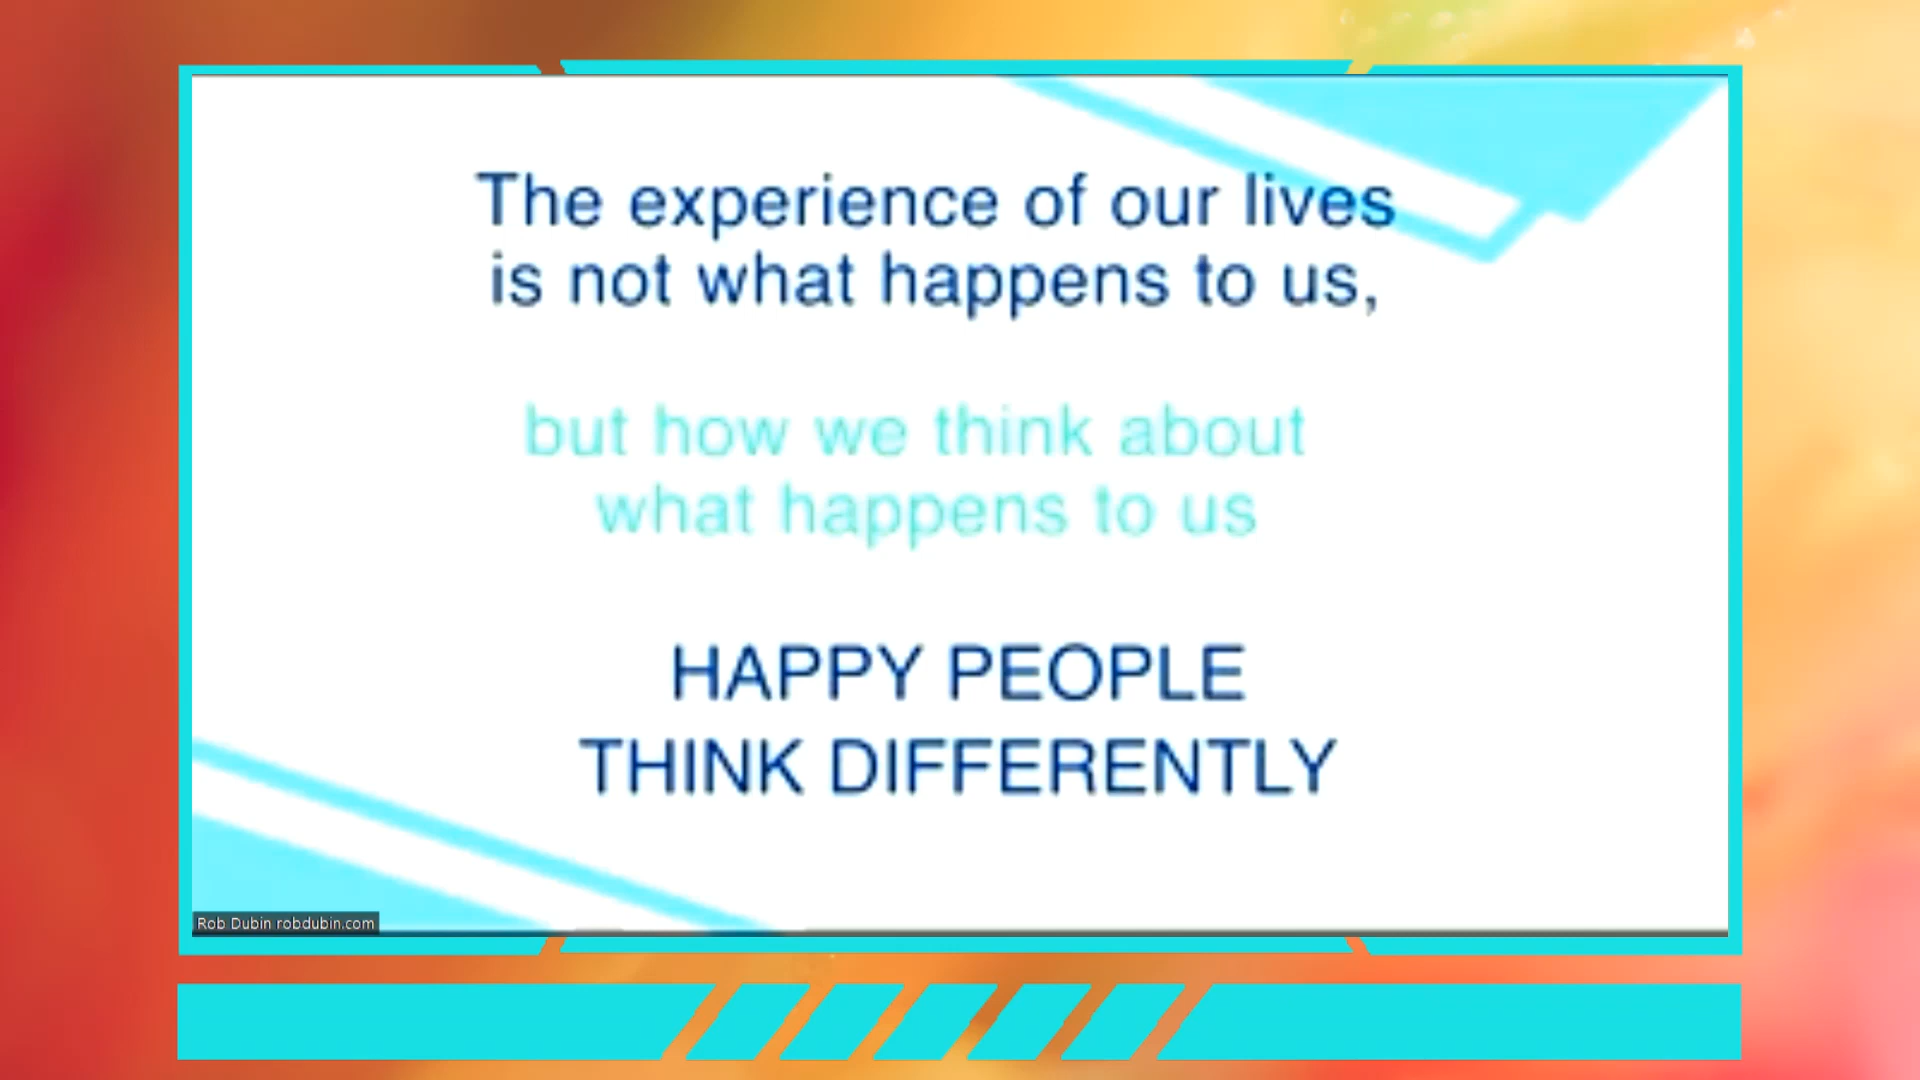 The experience of our lives
is not what happens to us,
but how we think about
what happens to us
HAPPY PEOPLE
THINK DIFFERENTLY
Rob Dubin robdubin.com